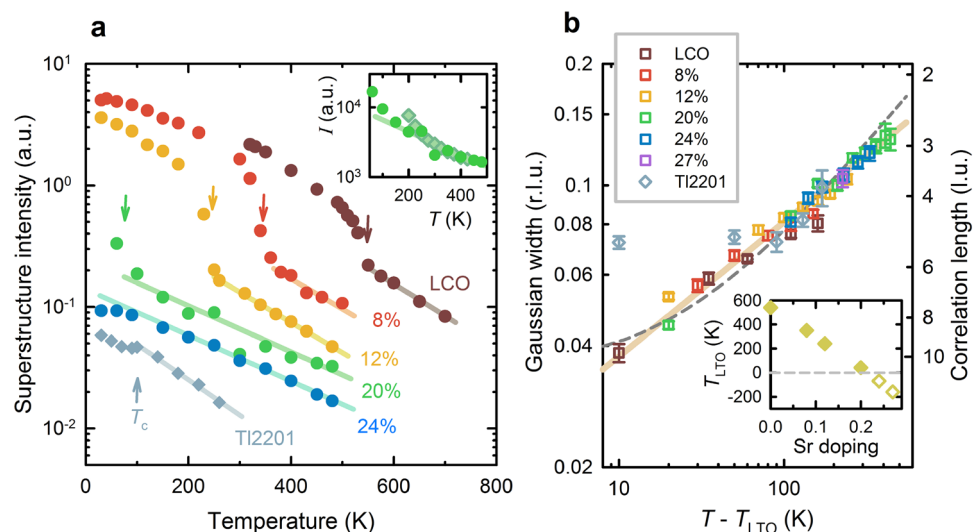 a
Superstructure intensity (a.u.)
10^1
10^0
10^-1
10^-2
0
200
400
600
800
Temperature (K)
LCO
8%
12%
20%
24%
Tl2201
T_c
I (a.u.)
10^4
10^3
200
400
T (K)
b
Gaussian width (r.l.u.)
0.2
0.15
0.1
0.08
0.06
0.04
0.02
10
100
T - T_LTO (K)
Correlation length (l.u.)
2
3
4
6
8
10
LCO
8%
12%
20%
24%
27%
Tl2201
T_LTO (K)
600
400
200
0
-200
0.0
0.1
0.2
Sr doping